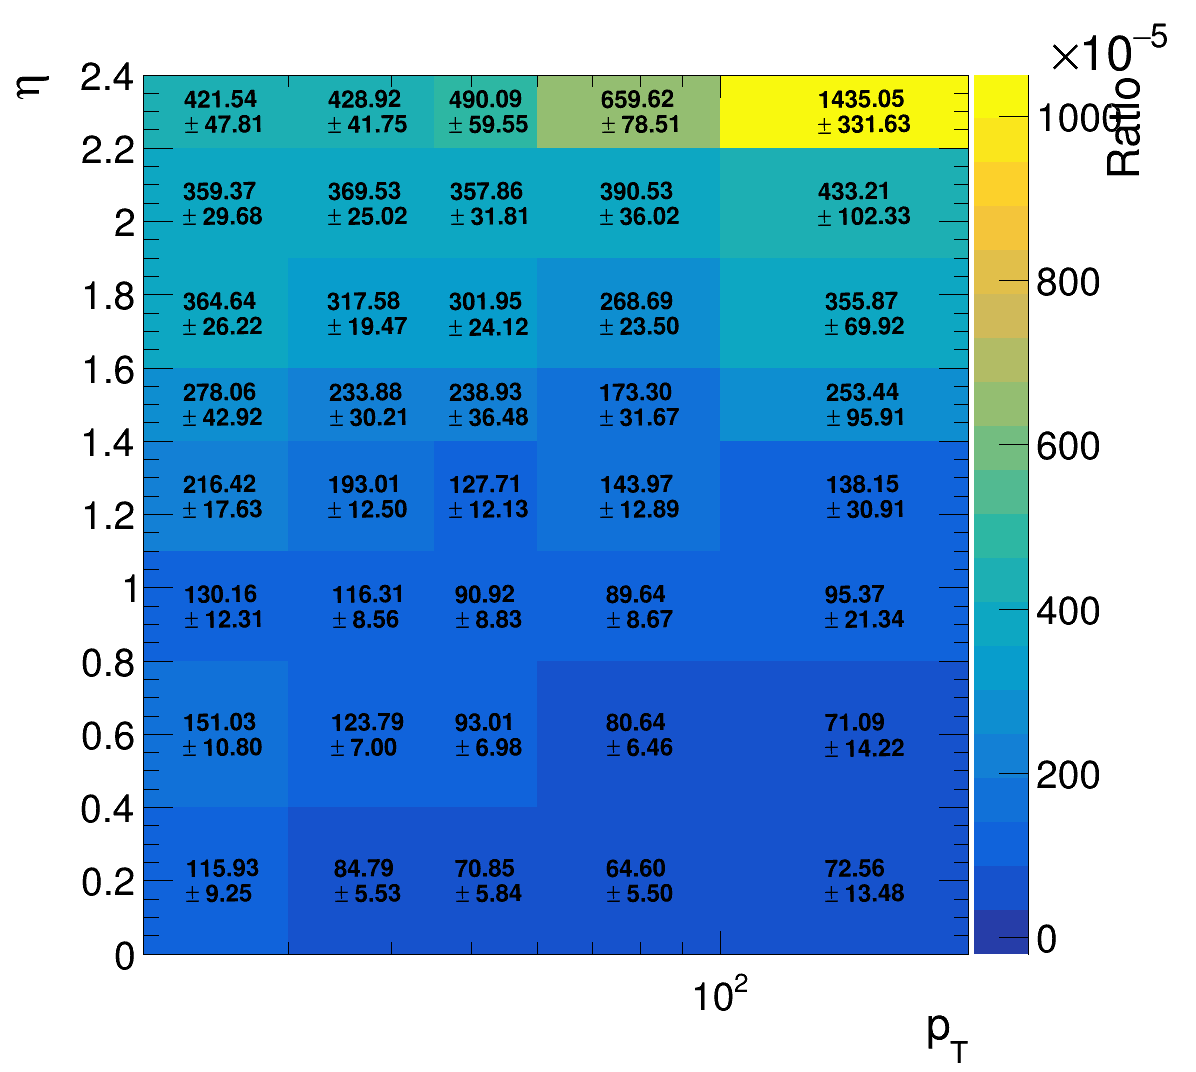 ×10⁻⁵
η
Ratio
2.4
2.2
2
1.8
1.6
1.4
1.2
1
0.8
0.6
0.4
0.2
0
421.54 428.92 490.09 659.62 1435.05
± 47.81 ± 41.75 ± 59.55 ± 78.51 ± 331.63
359.37 369.53 357.86 390.53 433.21
± 29.68 ± 25.02 ± 31.81 ± 36.02 ± 102.33
364.64 317.58 301.95 268.69 355.87
± 26.22 ± 19.47 ± 24.12 ± 23.50 ± 69.92
278.06 233.88 238.93 173.30 253.44
± 42.92 ± 30.21 ± 36.48 ± 31.67 ± 95.91
216.42 193.01 127.71 143.97 138.15
± 17.63 ± 12.50 ± 12.13 ± 12.89 ± 30.91
130.16 116.31 90.92 89.64 95.37
± 12.31 ± 8.56 ± 8.83 ± 8.67 ± 21.34
151.03 123.79 93.01 80.64 71.09
± 10.80 ± 7.00 ± 6.98 ± 6.46 ± 14.22
115.93 84.79 70.85 64.60 72.56
± 9.25 ± 5.53 ± 5.84 ± 5.50 ± 13.48
1000
800
600
400
200
0
10²
p_T